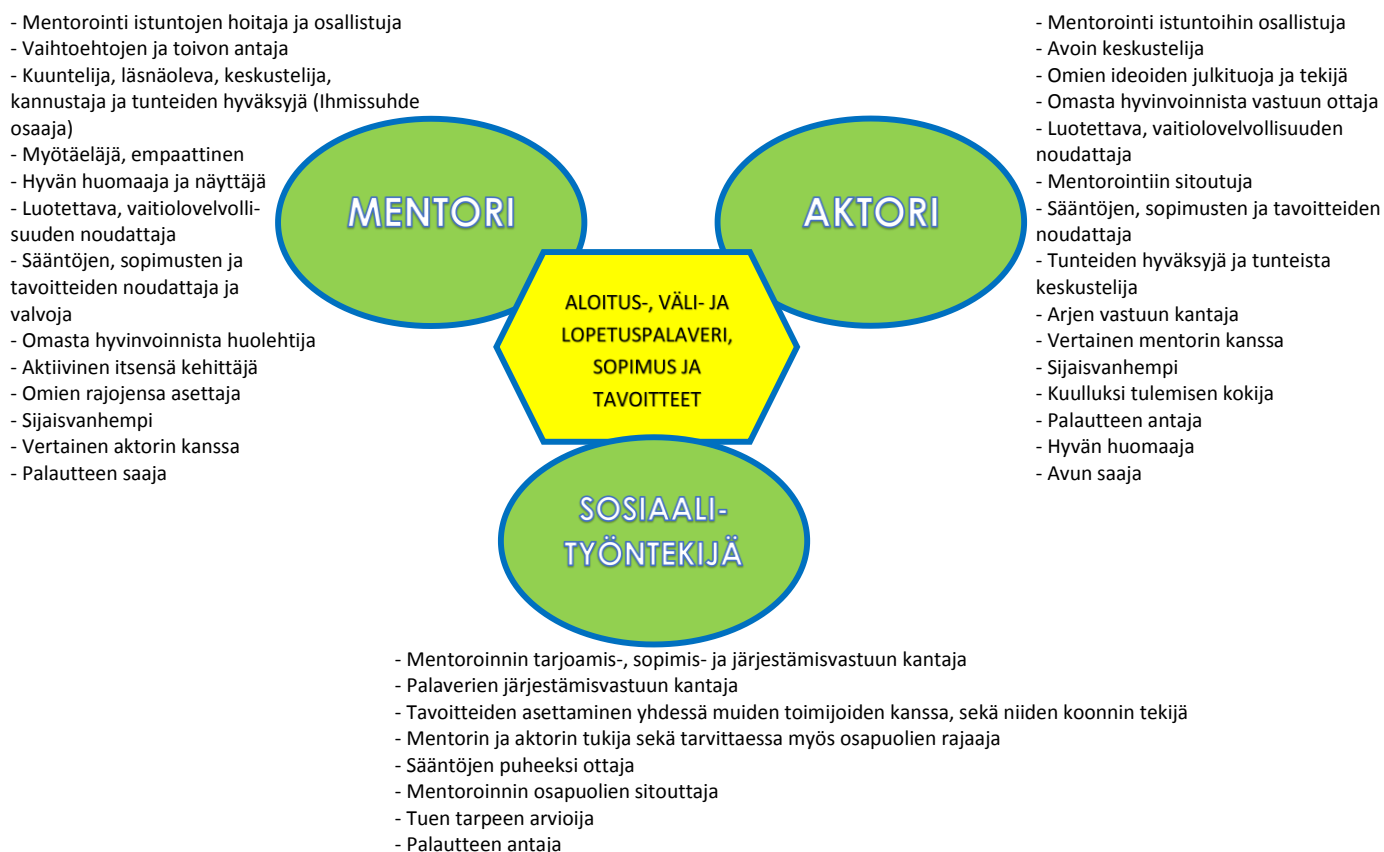 - Mentorointi istuntojen hoitaja ja osallistuja
- Vaihtoehtojen ja toivon antaja
- Kuuntelija, läsnäoleva, keskustelija,
kannustaja ja tunteiden hyväksyjä (Ihmissuhde
osaaja)
- Myötäeläjä, empaattinen
- Hyvän huomaaja ja näyttäjä
- Luotettava, vaitiolovelvolli-
suuden noudattaja
- Sääntöjen, sopimusten ja
tavoitteiden noudattaja ja
valvoja
- Omasta hyvinvoinnista huolehtija
- Aktiivinen itsensä kehittäjä
- Omien rajojensa asettaja
- Sijaisvanhempi
- Vertainen aktorin kanssa
- Palautteen saaja
MENTORI
AKTORI
- Mentorointi istuntoihin osallistuja
- Avoin keskustelija
- Omien ideoiden julkituoja ja tekijä
- Omasta hyvinvoinnista vastuun ottaja
- Luotettava, vaitiolovelvollisuuden
noudattaja
- Mentorointiin sitoutuja
- Sääntöjen, sopimusten ja tavoitteiden
noudattaja
- Tunteiden hyväksyjä ja tunteista
keskustelija
- Arjen vastuun kantaja
- Vertainen mentorin kanssa
- Sijaisvanhempi
- Kuulluksi tulemisen kokija
- Palautteen antaja
- Hyvän huomaaja
- Avun saaja
ALOITUS-, VÄLI- JA
LOPETUSPALAVERI,
SOPIMUS JA
TAVOITTEET
SOSIAALI-
TYÖNTEKIJÄ
- Mentoroinnin tarjoamis-, sopimis- ja järjestämisvastuun kantaja
- Palaverien järjestämisvastuun kantaja
- Tavoitteiden asettaminen yhdessä muiden toimijoiden kanssa, sekä niiden koonnin tekijä
- Mentorin ja aktorin tukija sekä tarvittaessa myös osapuolien rajaaja
- Sääntöjen puheeksi ottaja
- Mentoroinnin osapuolien sitouttaja
- Tuen tarpeen arvioija
- Palautteen antaja